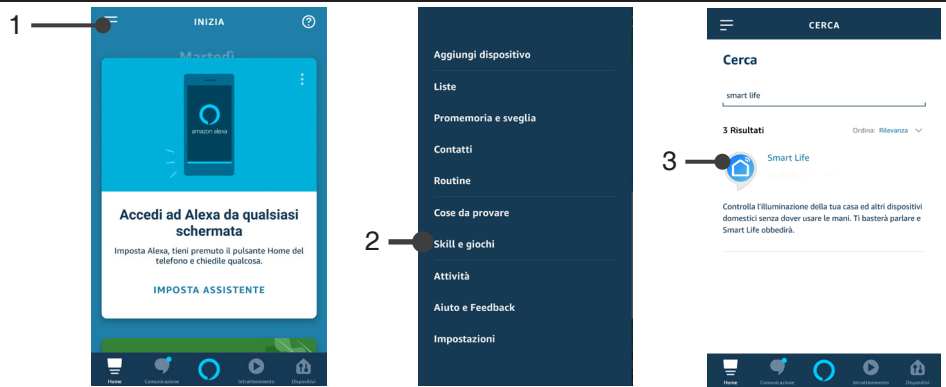 1
INIZIA
Martedì
amazon alexa
Accedi ad Alexa da qualsiasi
schermata
Imposta Alexa, tieni premuto il pulsante Home del
telefono e chiedile qualcosa.
IMPOSTA ASSISTENTE
Home Comunicazione Intrattenimento Dispositivi
2
Aggiungi dispositivo
Liste
Promemoria e sveglia
Contatti
Routine
Cose da provare
Skill e giochi
Attività
Aiuto e Feedback
Impostazioni
3
CERCA
Cerca
smart life
3 Risultati Ordina: Rilevanza
Smart Life
Controlla l'illuminazione della tua casa ed altri dispositivi
domestici senza dover usare le mani. Ti basterà parlare e
Smart Life obbedirà.
Home Comunicazione Intrattenimento Dispositivi